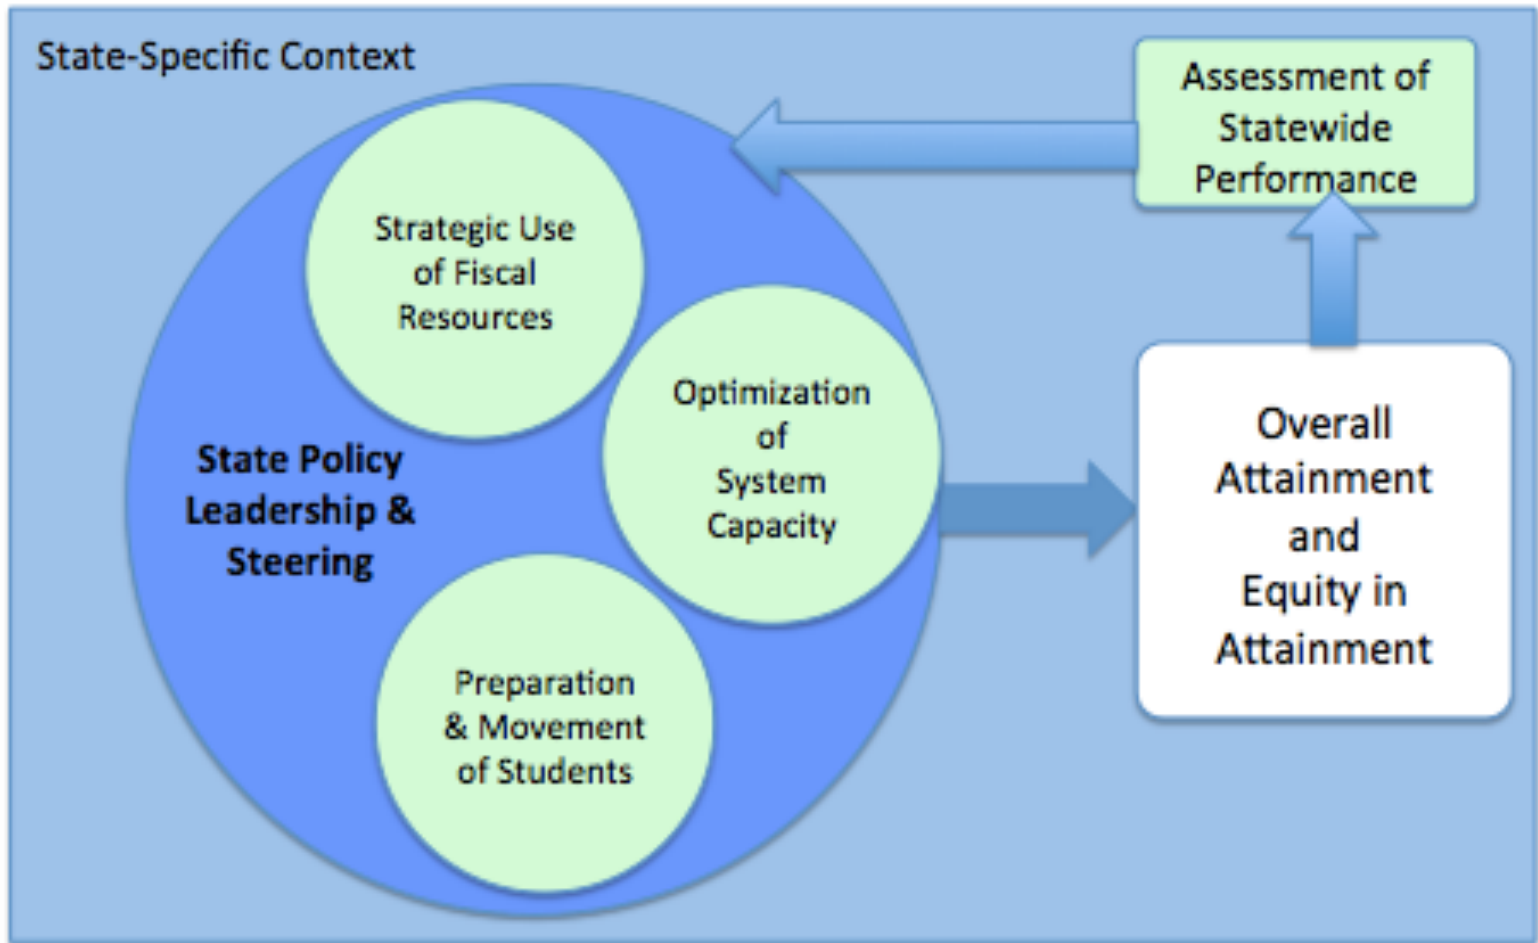 State-Specific Context
Assessment of
Statewide
Performance
Strategic Use
of Fiscal
Resources
Optimization
of
System
Capacity
State Policy
Leadership &
Steering
Preparation
& Movement
of Students
Overall
Attainment
and
Equity in
Attainment